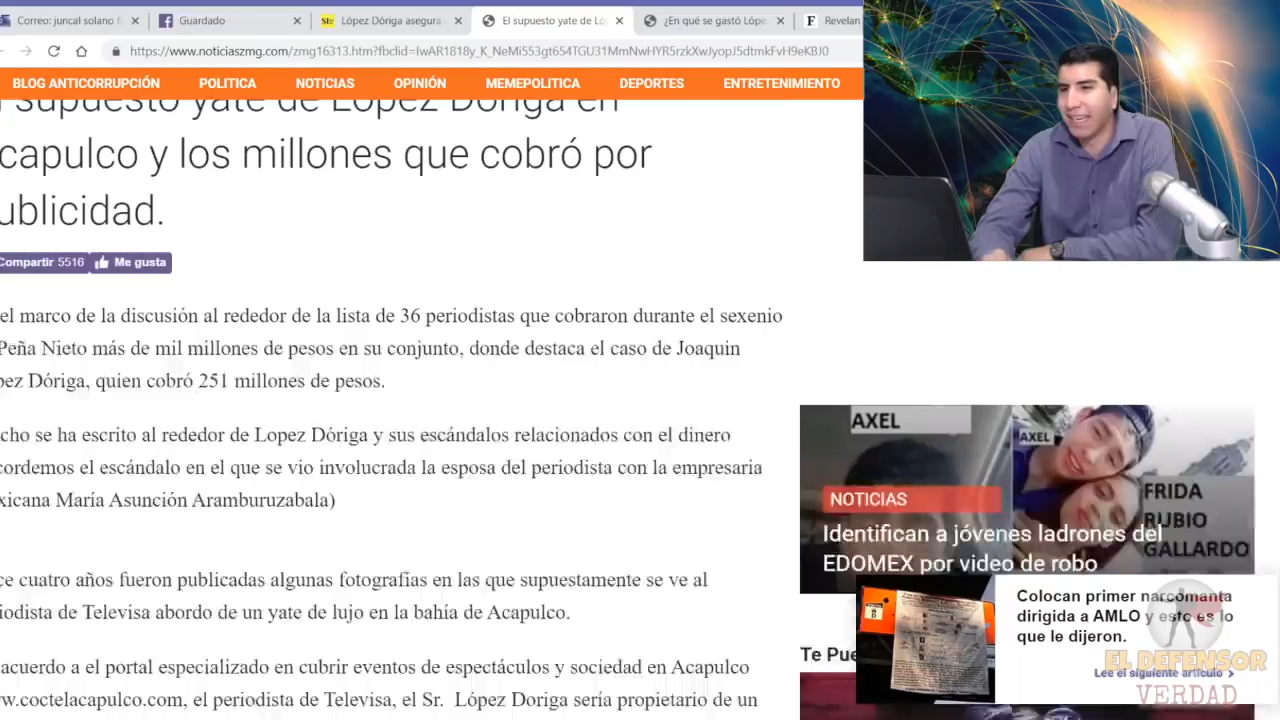 Correo: juncal solano f
Guardado
López Dóriga asegura
El supuesto yate de Ló
¿En qué se gastó Lópe
Revelan
https://www.noticiaszmg.com/zmg16313.htm?fbclid=IwAR1818y_K_NeMi553gt654TGU31MmNwHYR5rzkXwJyopJ5dtmkFvH9eKBJ0
BLOG ANTICORRUPCIÓN
POLITICA
NOTICIAS
OPINIÓN
MEMEPOLITICA
DEPORTES
ENTRETENIMIENTO
supuesto yate de López Dóriga en
capulco y los millones que cobró por
ublicidad.
Compartir 5516
Me gusta
el marco de la discusión al rededor de la lista de 36 periodistas que cobraron durante el sexenio
Peña Nieto más de mil millones de pesos en su conjunto, donde destaca el caso de Joaquin
pez Dóriga, quien cobró 251 millones de pesos.
cho se ha escrito al rededor de Lopez Dóriga y sus escándalos relacionados con el dinero
cordemos el escándalo en el que se vio involucrada la esposa del periodista con la empresaria
xicana María Asunción Aramburuzabala)
ce cuatro años fueron publicadas algunas fotografías en las que supuestamente se ve al
riodista de Televisa abordo de un yate de lujo en la bahía de Acapulco.
acuerdo a el portal especializado en cubrir eventos de espectáculos y sociedad en Acapulco
w.coctelacapulco.com, el periodista de Televisa, el Sr. López Dóriga sería propietario de un
AXEL
AXEL
FRIDA
RUBIO
GALLARDO
NOTICIAS
Identifican a jóvenes ladrones del
EDOMEX por video de robo
Te Pue
Colocan primer narcomanta
dirigida a AMLO y esto es lo
que le dijeron.
Lee el siguiente artículo
EL DEFENSOR
VERDAD